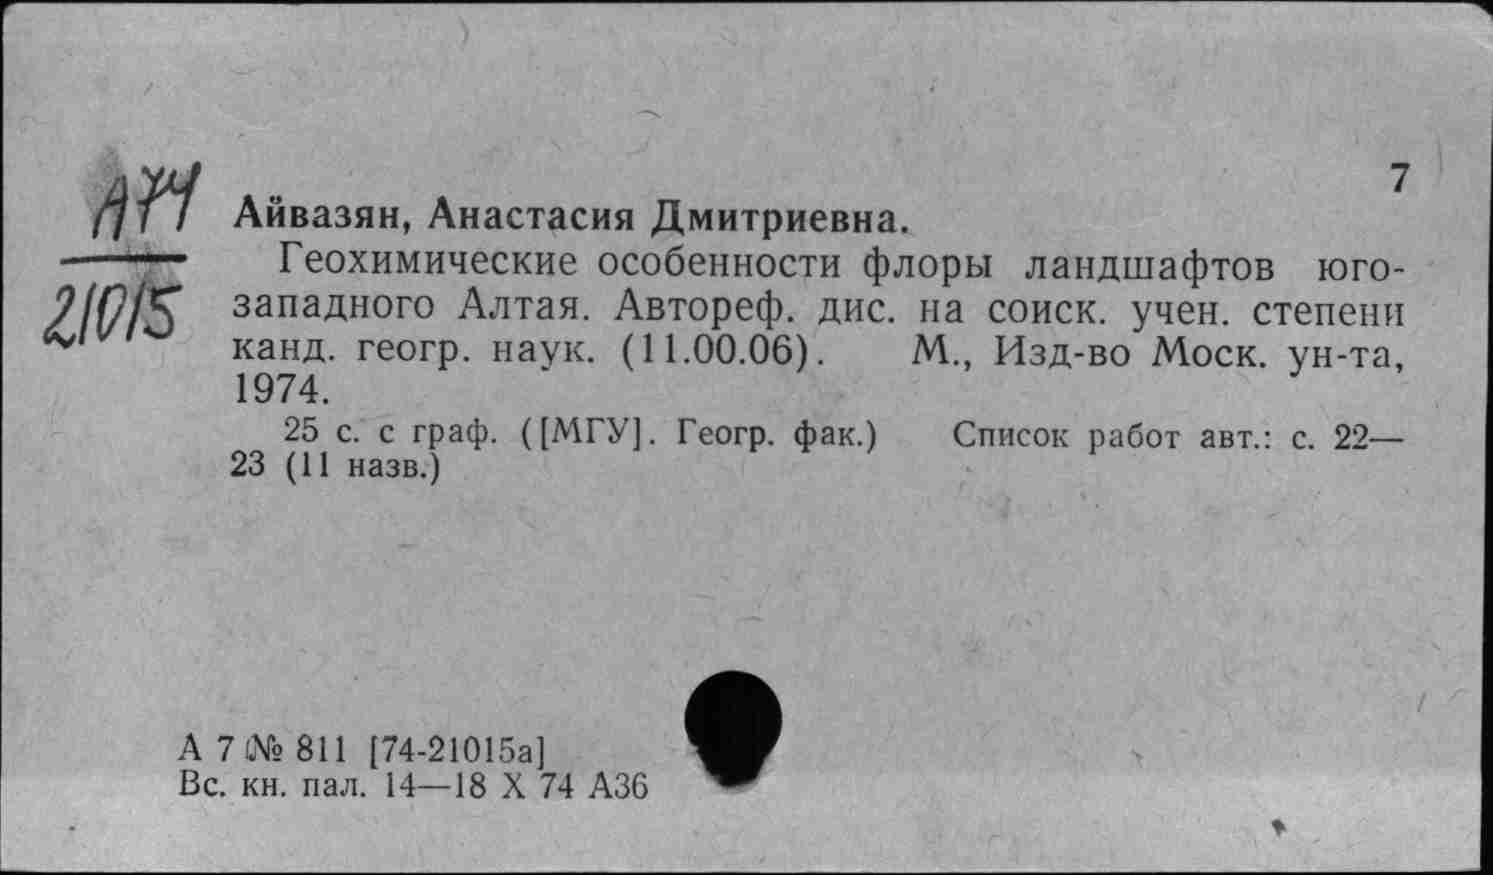 7
А74
21015
Айвазян, Анастасия Дмитриевна.
Геохимические особенности флоры ландшафтов юго-
западного Алтая. Автореф. дис. на соиск. учен. степени
канд. геогр. наук. (11.00.06). М., Изд-во Моск. ун-та,
1974.
25 с. с граф. ([МГУ]. Геогр. фак.) Список работ авт.: с. 22—
23 (11 назв.)
А 7 № 811 [74-21015а]
Вс. кн. пал. 14—18 X 74 А36